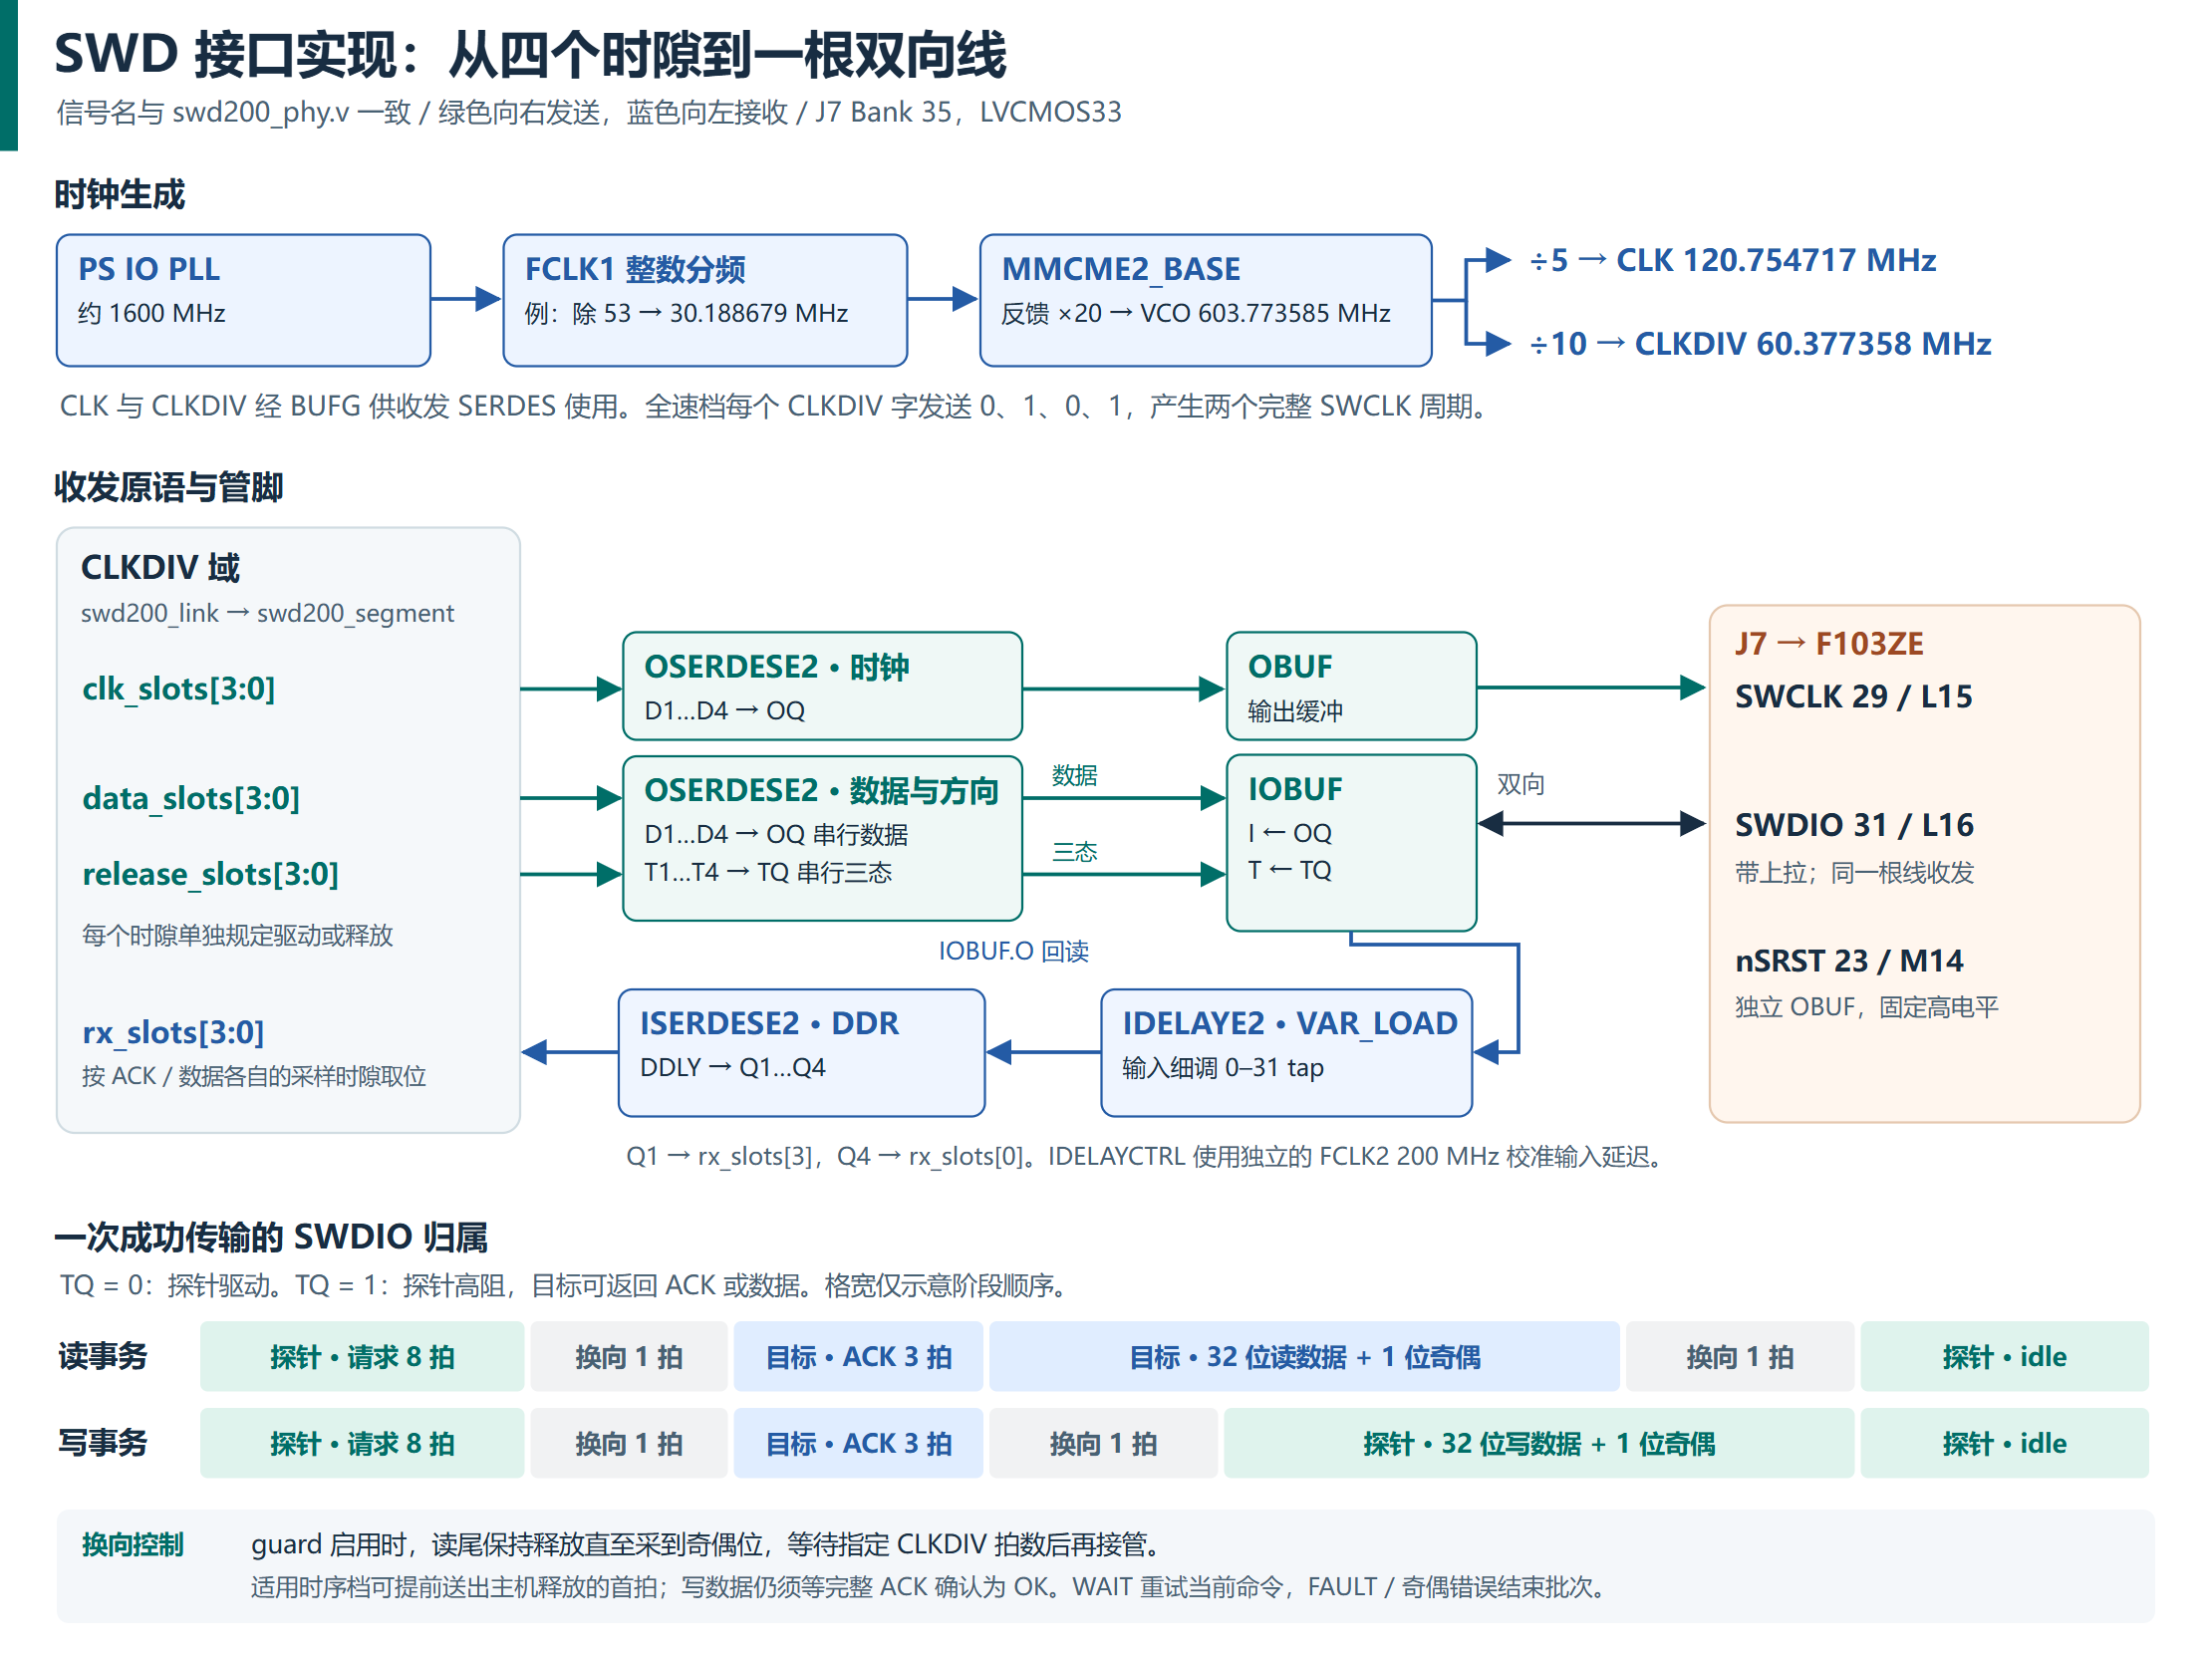 SWD 接口实现：从四个时隙到一根双向线
信号名与 swd200_phy.v 一致 / 绿色向右发送，蓝色向左接收 / J7 Bank 35，LVCMOS33
时钟生成
PS IO PLL
约 1600 MHz
FCLK1 整数分频
例：除 53 → 30.188679 MHz
MMCME2_BASE
反馈 ×20 → VCO 603.773585 MHz
÷5 → CLK 120.754717 MHz
÷10 → CLKDIV 60.377358 MHz
CLK 与 CLKDIV 经 BUFG 供收发 SERDES 使用。全速档每个 CLKDIV 字发送 0、1、0、1，产生两个完整 SWCLK 周期。
收发原语与管脚
CLKDIV 域
swd200_link → swd200_segment
clk_slots[3:0]
data_slots[3:0]
release_slots[3:0]
每个时隙单独规定驱动或释放
rx_slots[3:0]
按 ACK / 数据各自的采样时隙取位
OSERDESE2 • 时钟
D1...D4 → OQ
OSERDESE2 • 数据与方向
D1...D4 → OQ 串行数据
T1...T4 → TQ 串行三态
数据
三态
OBUF
输出缓冲
IOBUF
I ← OQ
T ← TQ
双向
IOBUF.O 回读
ISERDESE2 • DDR
DDLY → Q1...Q4
IDELAYE2 • VAR_LOAD
输入细调 0–31 tap
J7 → F103ZE
SWCLK 29 / L15
SWDIO 31 / L16
带上拉；同一根线收发
nSRST 23 / M14
独立 OBUF，固定高电平
Q1 → rx_slots[3]，Q4 → rx_slots[0]。IDELAYCTRL 使用独立的 FCLK2 200 MHz 校准输入延迟。
一次成功传输的 SWDIO 归属
TQ = 0：探针驱动。TQ = 1：探针高阻，目标可返回 ACK 或数据。格宽仅示意阶段顺序。
读事务 探针 • 请求 8 拍 换向 1 拍 目标 • ACK 3 拍 目标 • 32 位读数据 + 1 位奇偶 换向 1 拍 探针 • idle
写事务 探针 • 请求 8 拍 换向 1 拍 目标 • ACK 3 拍 换向 1 拍 探针 • 32 位写数据 + 1 位奇偶 探针 • idle
换向控制 guard 启用时，读尾保持释放直至采到奇偶位，等待指定 CLKDIV 拍数后再接管。
适用时序档可提前送出主机释放的首拍；写数据仍须等完整 ACK 确认为 OK。WAIT 重试当前命令，FAULT / 奇偶错误结束批次。